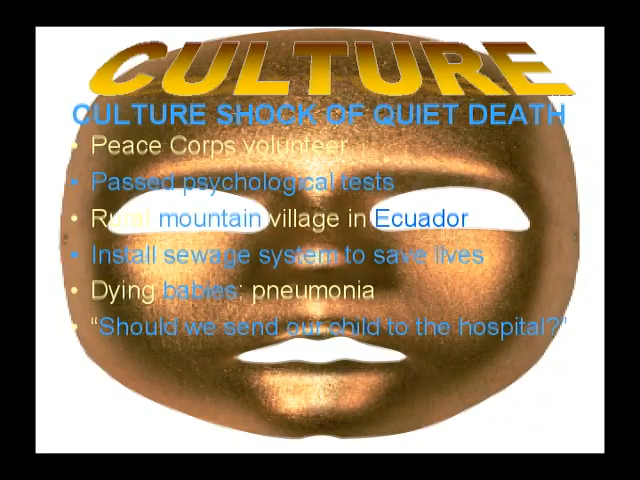 CULTURE
CULTURE SHOCK OF QUIET DEATH
• Peace Corps volunteer
• Passed psychological tests
• Rural mountain village in Ecuador
• Install sewage system to save lives
• Dying babies: pneumonia
• “Should we send our child to the hospital?”